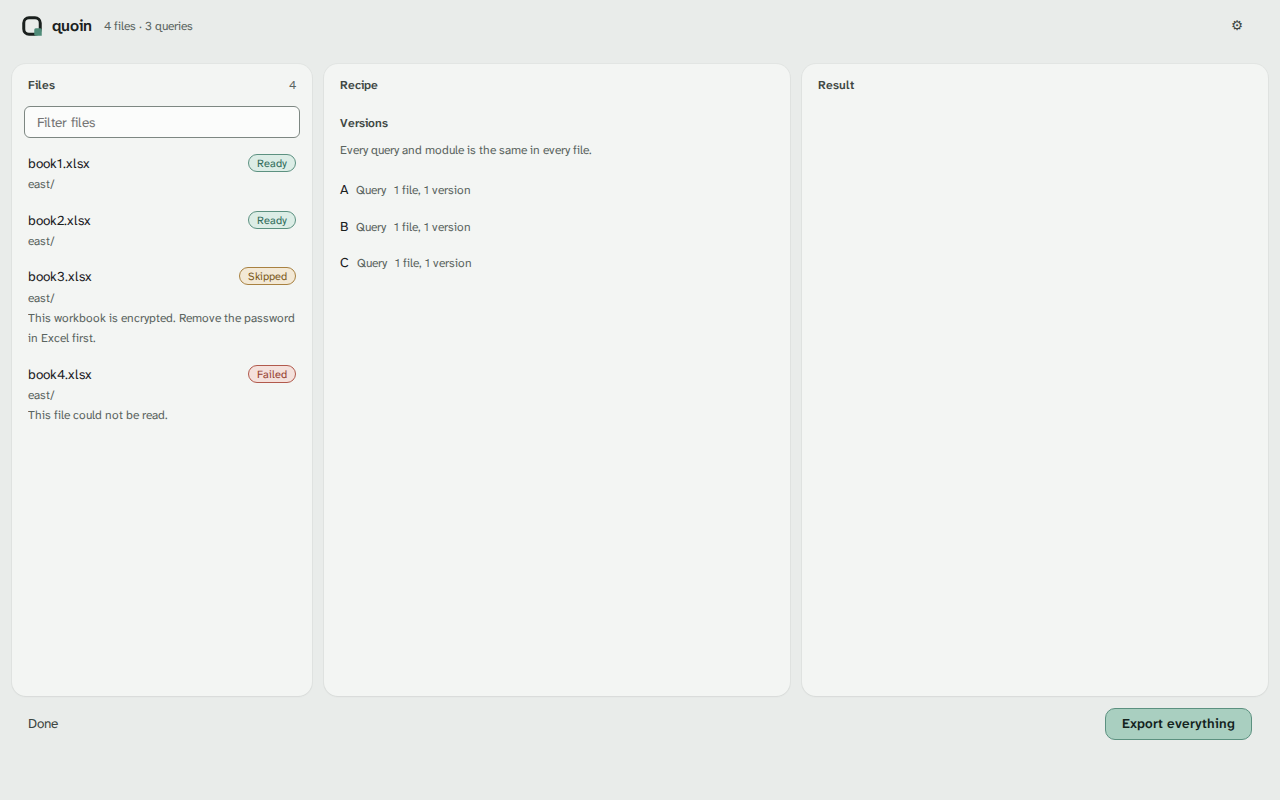 quoin 4 files · 3 queries
Files 4
Filter files
book1.xlsx Ready
east/
book2.xlsx Ready
east/
book3.xlsx Skipped
east/
This workbook is encrypted. Remove the password
in Excel first.
book4.xlsx Failed
east/
This file could not be read.
Recipe
Versions
Every query and module is the same in every file.
A Query 1 file, 1 version
B Query 1 file, 1 version
C Query 1 file, 1 version
Result
Done
Export everything